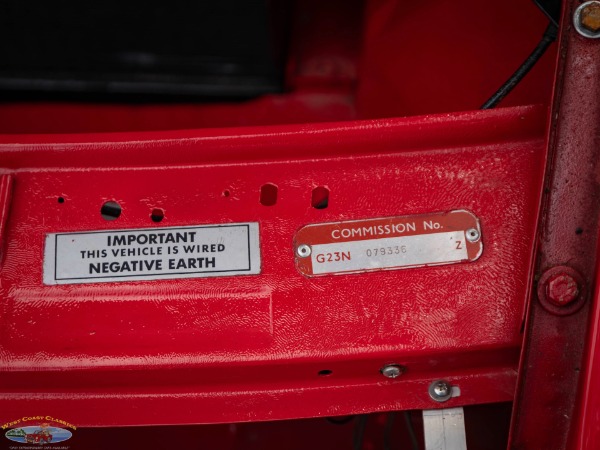 IMPORTANT
THIS VEHICLE IS WIRED
NEGATIVE EARTH
COMMISSION No.
G23N 079336 Z
WEST COAST CLASSICS